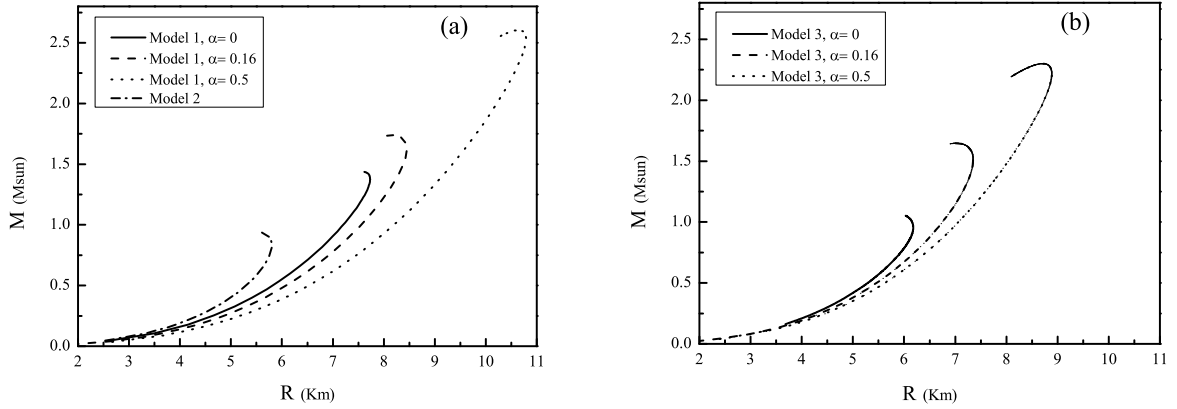 (a)
Model 1, α= 0
Model 1, α= 0.16
Model 1, α= 0.5
Model 2
2.5
2.0
1.5
1.0
0.5
0.0
M (Msun)
2 3 4 5 6 7 8 9 10 11
R (Km)
(b)
Model 3, α= 0
Model 3, α= 0.16
Model 3, α= 0.5
2.5
2.0
1.5
1.0
0.5
0.0
M (Msun)
2 3 4 5 6 7 8 9 10 11
R (Km)